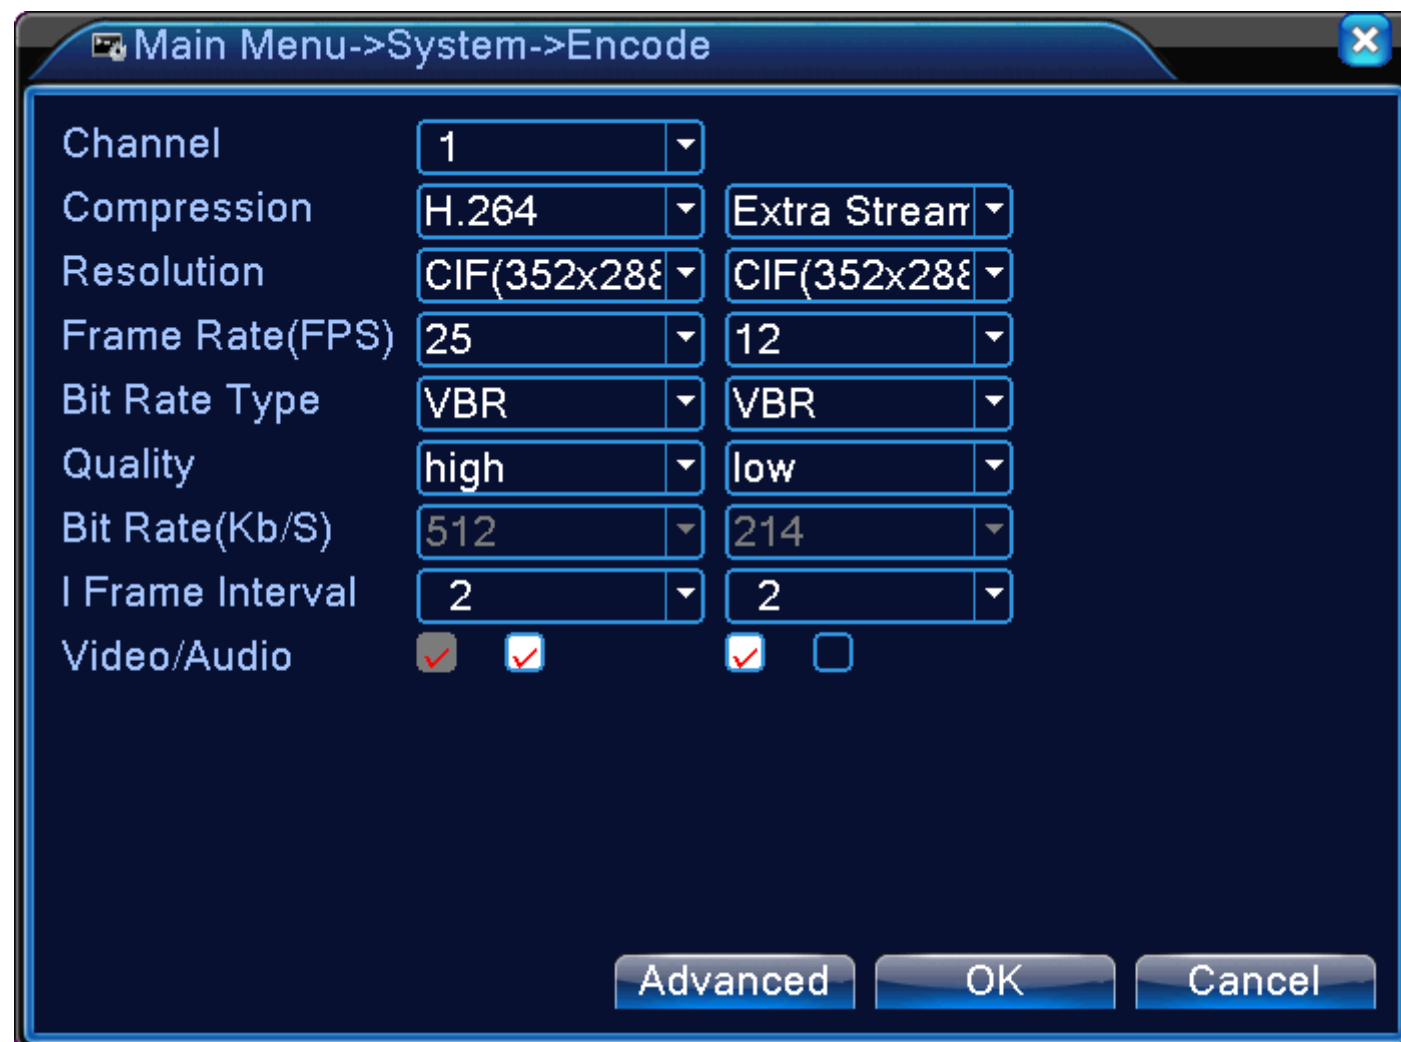 Main Menu->System->Encode
Channel 1
Compression H.264 Extra Stream
Resolution CIF(352x288 CIF(352x288
Frame Rate(FPS) 25 12
Bit Rate Type VBR VBR
Quality high low
Bit Rate(Kb/S) 512 214
I Frame Interval 2 2
Video/Audio
Advanced OK Cancel